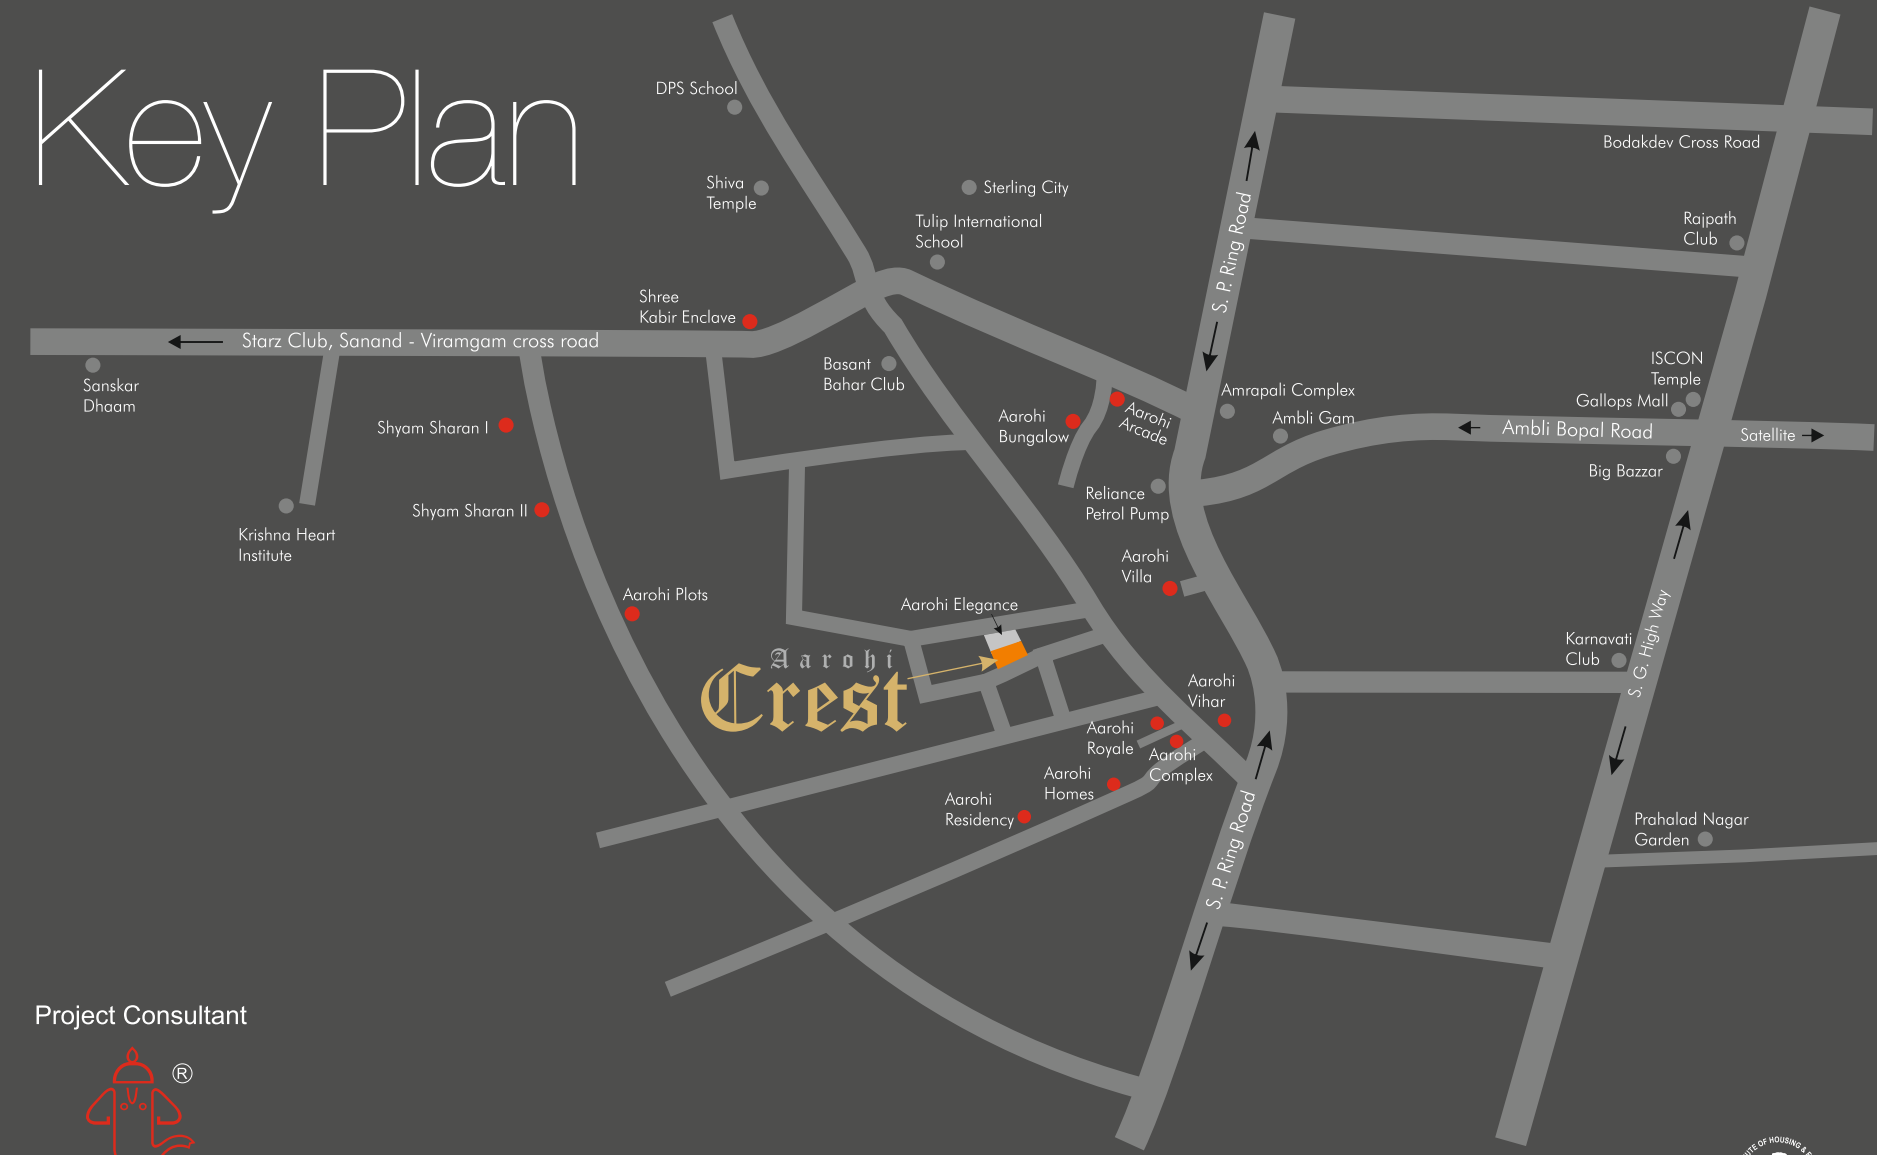 Key Plan
DPS School
Shiva
Temple
Sterling City
Tulip International
School
Shree
Kabir Enclave
Starz Club, Sanand - Viramgam cross road
Sanskar
Dhaam
Krishna Heart
Institute
Shyam Sharan I
Shyam Sharan II
Aarohi Plots
Basant
Bahar Club
Aarohi
Bungalow
Aarohi
Arcade
S. P. Ring Road
Bodakdev Cross Road
Rajpath
Club
Amrapali Complex
Ambli Gam
ISCON
Temple
Gallops Mall
Ambli Bopal Road
Satellite
Big Bazzar
Reliance
Petrol Pump
Aarohi
Villa
Aarohi Elegance
Aarohi
Crest
Aarohi
Vihar
Aarohi
Royale
Aarohi
Complex
Aarohi
Homes
Aarohi
Residency
S. P. Ring Road
Karnavati
Club
S. G. High Way
Prahalad Nagar
Garden
Project Consultant
®
UTE OF HOUSING &